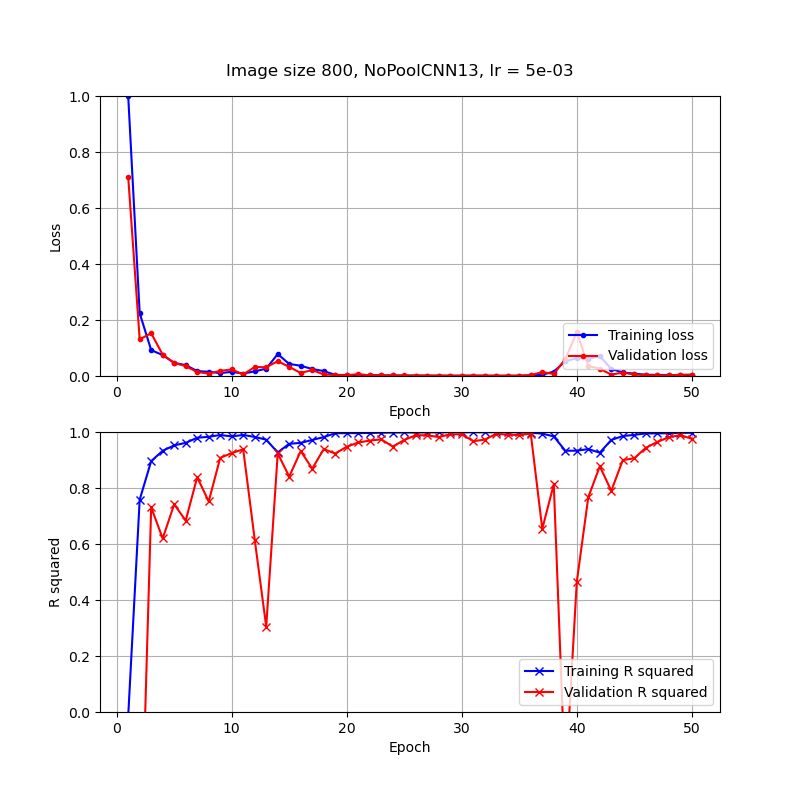 Image size 800, NoPoolCNN13, lr = 5e-03
1.0
0.8
0.6
0.4
0.2
0.0
Loss
0 10 20 30 40 50
Epoch
Training loss
Validation loss
1.0
0.8
0.6
0.4
0.2
0.0
R squared
0 10 20 30 40 50
Epoch
Training R squared
Validation R squared